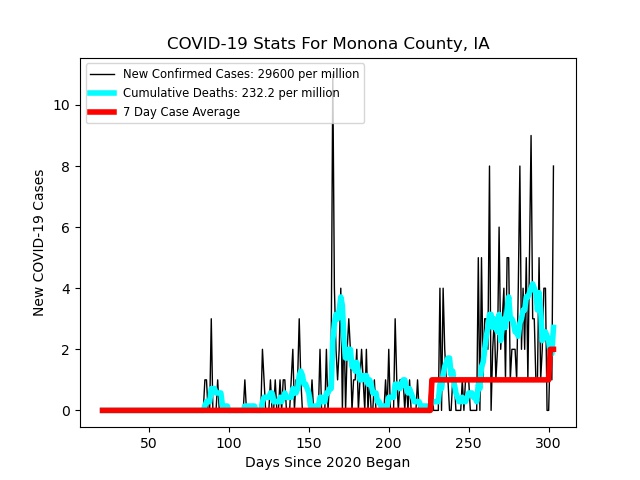 COVID-19 Stats For Monona County, IA
New Confirmed Cases: 29600 per million
Cumulative Deaths: 232.2 per million
7 Day Case Average
New COVID-19 Cases
10
8
6
4
2
0
50 100 150 200 250 300
Days Since 2020 Began